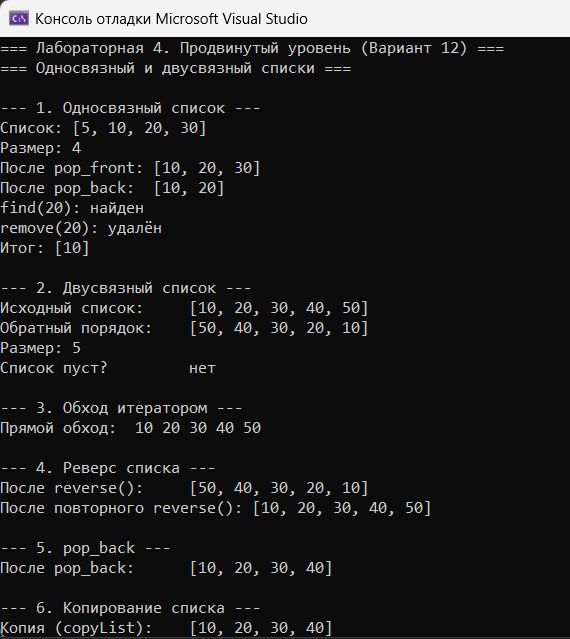 Консоль отладки Microsoft Visual Studio
=== Лабораторная 4. Продвинутый уровень (Вариант 12) ===
=== Односвязный и двусвязный списки ===
--- 1. Односвязный список ---
Список: [5, 10, 20, 30]
Размер: 4
После pop_front: [10, 20, 30]
После pop_back:  [10, 20]
find(20): найден
remove(20): удалён
Итог: [10]
--- 2. Двусвязный список ---
Исходный список:     [10, 20, 30, 40, 50]
Обратный порядок:    [50, 40, 30, 20, 10]
Размер: 5
Список пуст?         нет
--- 3. Обход итератором ---
Прямой обход:  10 20 30 40 50
--- 4. Реверс списка ---
После reverse():     [50, 40, 30, 20, 10]
После повторного reverse(): [10, 20, 30, 40, 50]
--- 5. pop_back ---
После pop_back:      [10, 20, 30, 40]
--- 6. Копирование списка ---
Копия (copyList):    [10, 20, 30, 40]